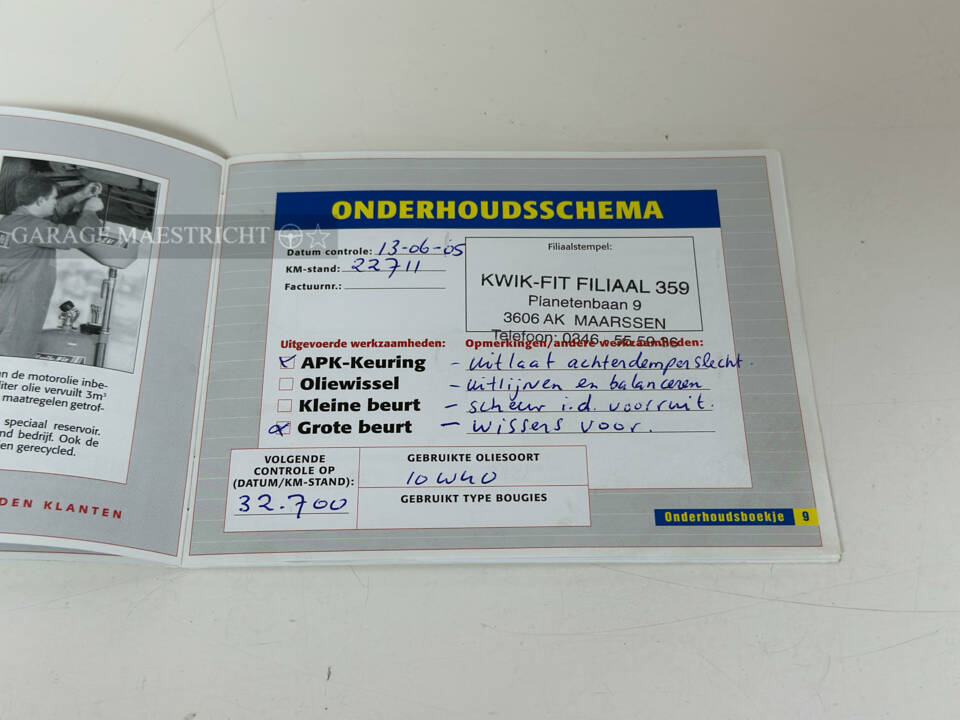 GARAGE MAESTRICHT
an de motorolie inbe-
liter olie vervuilt 3m³
maatregelen getrof-
speciaal reservoir.
nd bedrijf. Ook de
en gerecycled.
DEN KLANTEN
ONDERHOUDSSCHEMA
Datum controle: 13-06-05
KM-stand: 22711
Factuurnr.:
Filiaalstempel:
KWIK-FIT FILIAAL 359
Planetenbaan 9
3606 AK MAARSSEN
Telefoon: 0346
Uitgevoerde werkzaamheden:
APK-Keuring
Oliewissel
Kleine beurt
Grote beurt
Opmerkingen/andere werkzaamheden:
- uitlaat achterdemper slecht.
- uitlijnen en balanceren
- scheur i.d. voorruit.
- wissers voor.
VOLGENDE
CONTROLE OP
(DATUM/KM-STAND):
32.700
GEBRUIKTE OLIESOORT
10W40
GEBRUIKT TYPE BOUGIES
Onderhoudsboekje 9